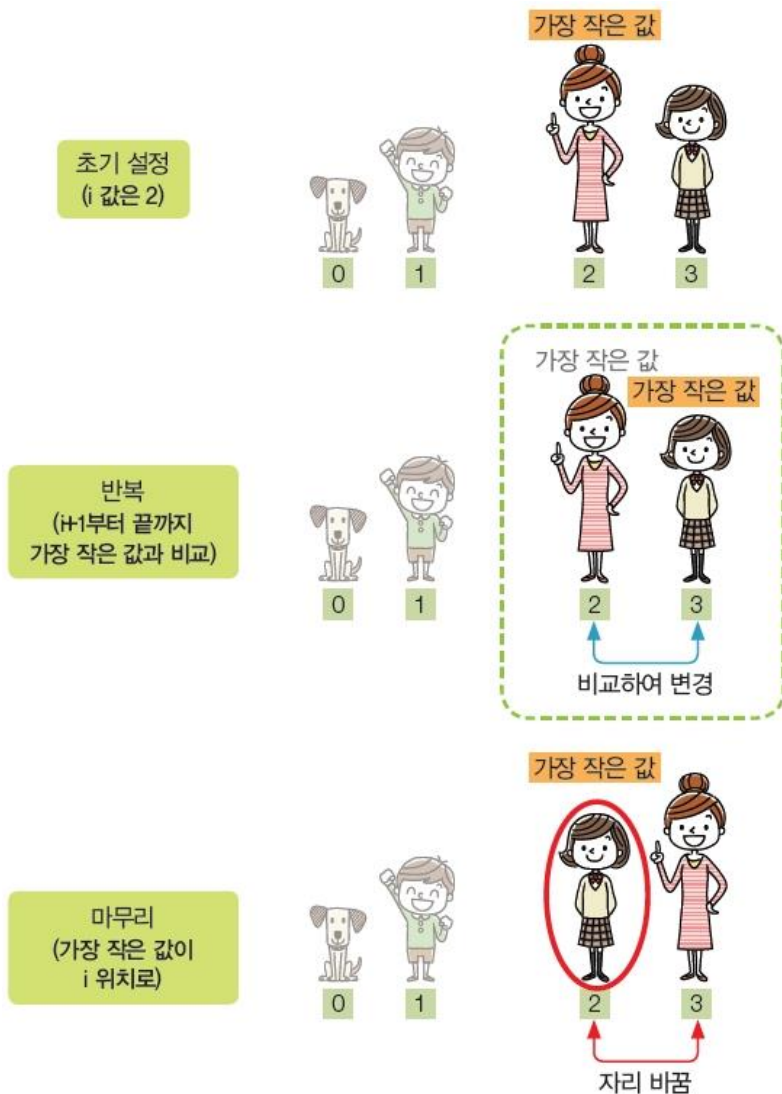 가장 작은 값
초기 설정
(i 값은 2)
0 1 2 3
가장 작은 값
가장 작은 값
반복
(i+1부터 끝까지
가장 작은 값과 비교)
0 1 2 3
비교하여 변경
가장 작은 값
마무리
(가장 작은 값이
i 위치로)
0 1 2 3
자리 바꿈